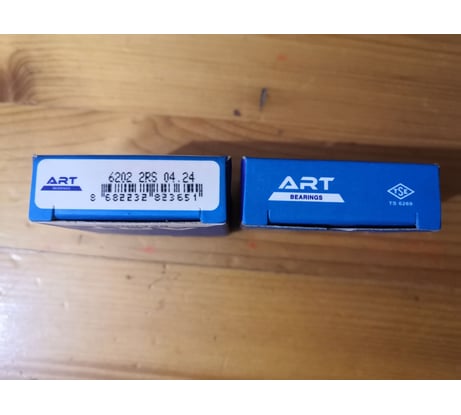 ART
BEARINGS
6202 2RS 04.24
8 682232 823651
ART
BEARINGS
TSE
TS 6269